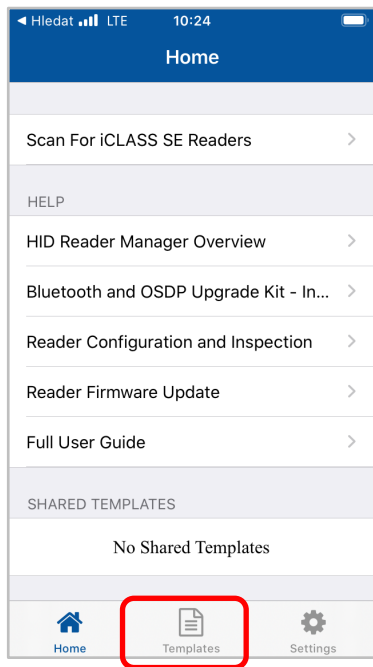 ◀ Hledat LTE 10:24
Home
Scan For iCLASS SE Readers
HELP
HID Reader Manager Overview
Bluetooth and OSDP Upgrade Kit - In...
Reader Configuration and Inspection
Reader Firmware Update
Full User Guide
SHARED TEMPLATES
No Shared Templates
Home Templates Settings